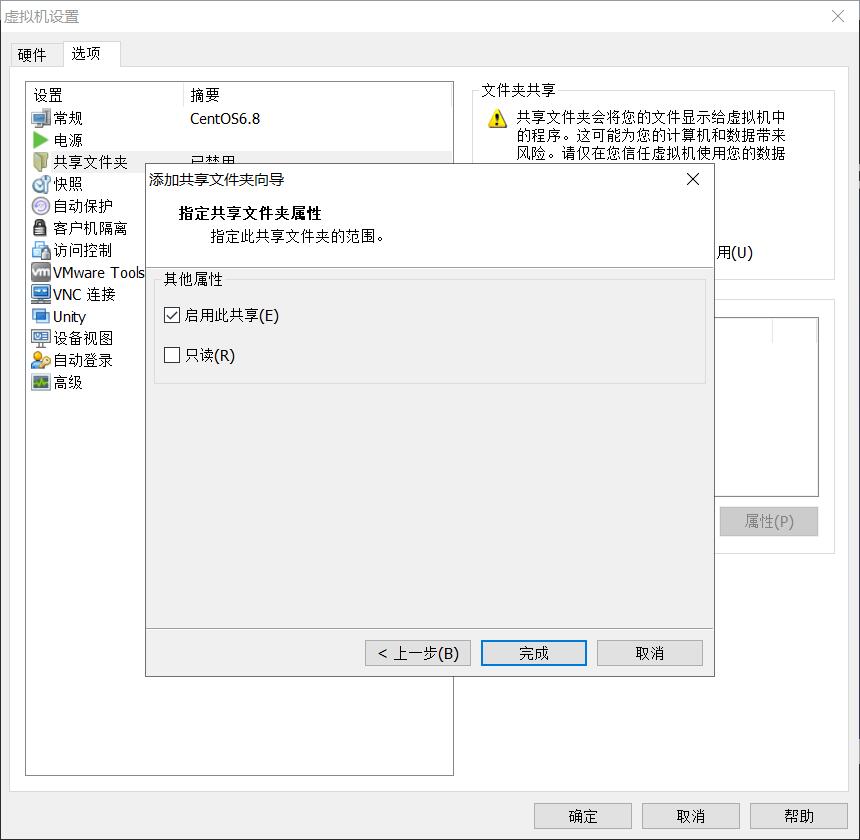 虚拟机设置
硬件
选项
设置
摘要
常规
CentOS6.8
电源
共享文件夹
已禁用
快照
自动保护
客户机隔离
访问控制
VMware Tools
VNC 连接
Unity
设备视图
自动登录
高级
文件夹共享
共享文件夹会将您的文件显示给虚拟机中
的程序。这可能为您的计算机和数据带来
风险。请仅在您信任虚拟机使用您的数据
用(U)
属性(P)
添加共享文件夹向导
指定共享文件夹属性
指定此共享文件夹的范围。
其他属性
启用此共享(E)
只读(R)
< 上一步(B)
完成
取消
确定
取消
帮助